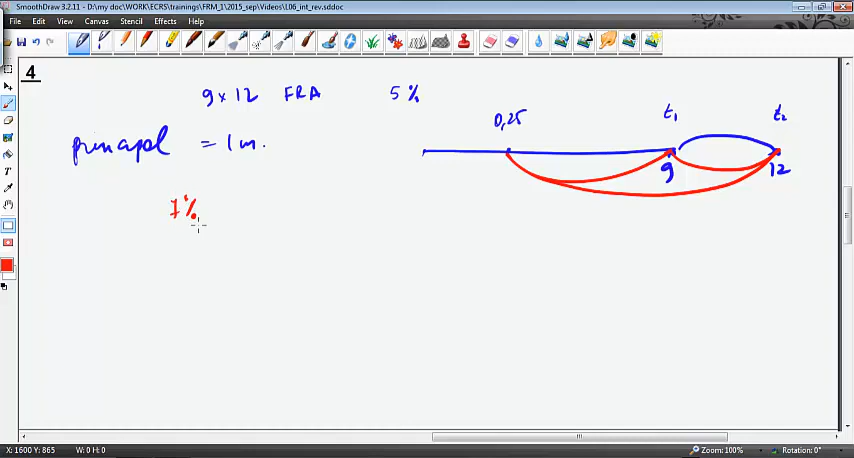 SmoothDraw 3.2.11 - D:\my doc\WORK\ECRS\trainings\FRM_1\2015_sep\Videos\L06_int_rev.sddoc
File Edit Canvas Stencil Effects Help
4
9 x 12 FRA 5 %
0,25 t1 t2
principal = 1 m.
9 12
7%
X: 1600 Y: 865 W: 0 H: 0 Zoom: 100% Rotation: 0°